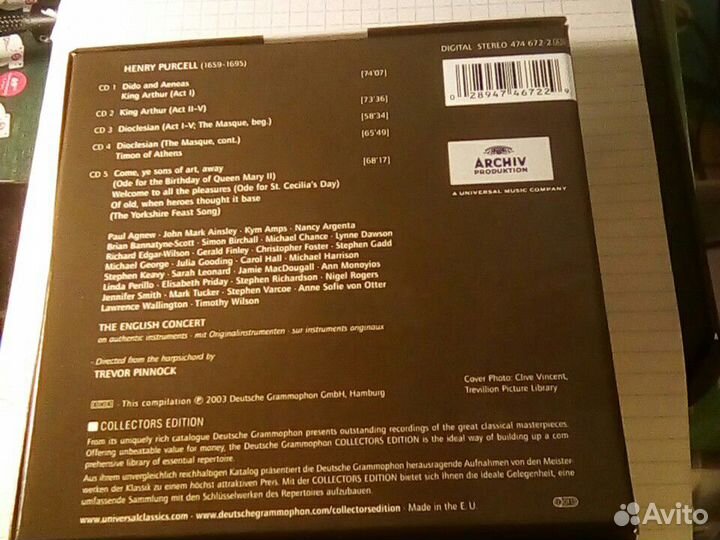 HENRY PURCELL (1659-1695)
DIGITAL STEREO 474 672-2
CD 1 Dido and Aeneas [74'07]
King Arthur (Act I)
CD 2 King Arthur (Act II-V) [73'36]
CD 3 Dioclesian (Act I-V; The Masque, beg.) [58'34]
CD 4 Dioclesian (The Masque, cont.) [65'49]
Timon of Athens
CD 5 Come, ye sons of art, away [68'17]
(Ode for the Birthday of Queen Mary II)
Welcome to all the pleasures (Ode for St. Cecilia's Day)
Of old, when heroes thought it base
(The Yorkshire Feast Song)
0 28947 46722 9
ARCHIV
PRODUKTION
A UNIVERSAL MUSIC COMPANY
Paul Agnew · John Mark Ainsley · Kym Amps · Nancy Argenta
Brian Bannatyne-Scott · Simon Birchall · Michael Chance · Lynne Dawson
Richard Edgar-Wilson · Gerald Finley · Christopher Foster · Stephen Gadd
Michael George · Julia Gooding · Carol Hall · Michael Harrison
Stephen Keavy · Sarah Leonard · Jamie MacDougall · Ann Monoyios
Linda Perillo · Elisabeth Priday · Stephen Richardson · Nigel Rogers
Jennifer Smith · Mark Tucker · Stephen Varcoe · Anne Sofie von Otter
Lawrence Wallington · Timothy Wilson
THE ENGLISH CONCERT
on authentic instruments · mit Originalinstrumenten · sur instruments originaux
· Directed from the harpsichord by
TREVOR PINNOCK
Cover Photo: Clive Vincent,
Trevillion Picture Library
· This compilation ℗ 2003 Deutsche Grammophon GmbH, Hamburg
COLLECTORS EDITION
From its uniquely rich catalogue Deutsche Grammophon presents outstanding recordings of the great classical masterpieces.
Offering unbeatable value for money, the Deutsche Grammophon COLLECTORS EDITION is the ideal way of building up a com
prehensive library of essential repertoire.
Aus ihrem unvergleichlich reichhaltigen Katalog präsentiert die Deutsche Grammophon herausragende Aufnahmen von den Meister-
werken der Klassik zu einem höchst attraktiven Preis. Mit der COLLECTORS EDITION bietet sich Ihnen die ideale Gelegenheit, eine
umfassende Sammlung mit den Schlüsselwerken des Repertoires aufzubauen.
www.universalclassics.com · www.deutschegrammophon.com/collectorsedition · Made in the E. U.
Avito